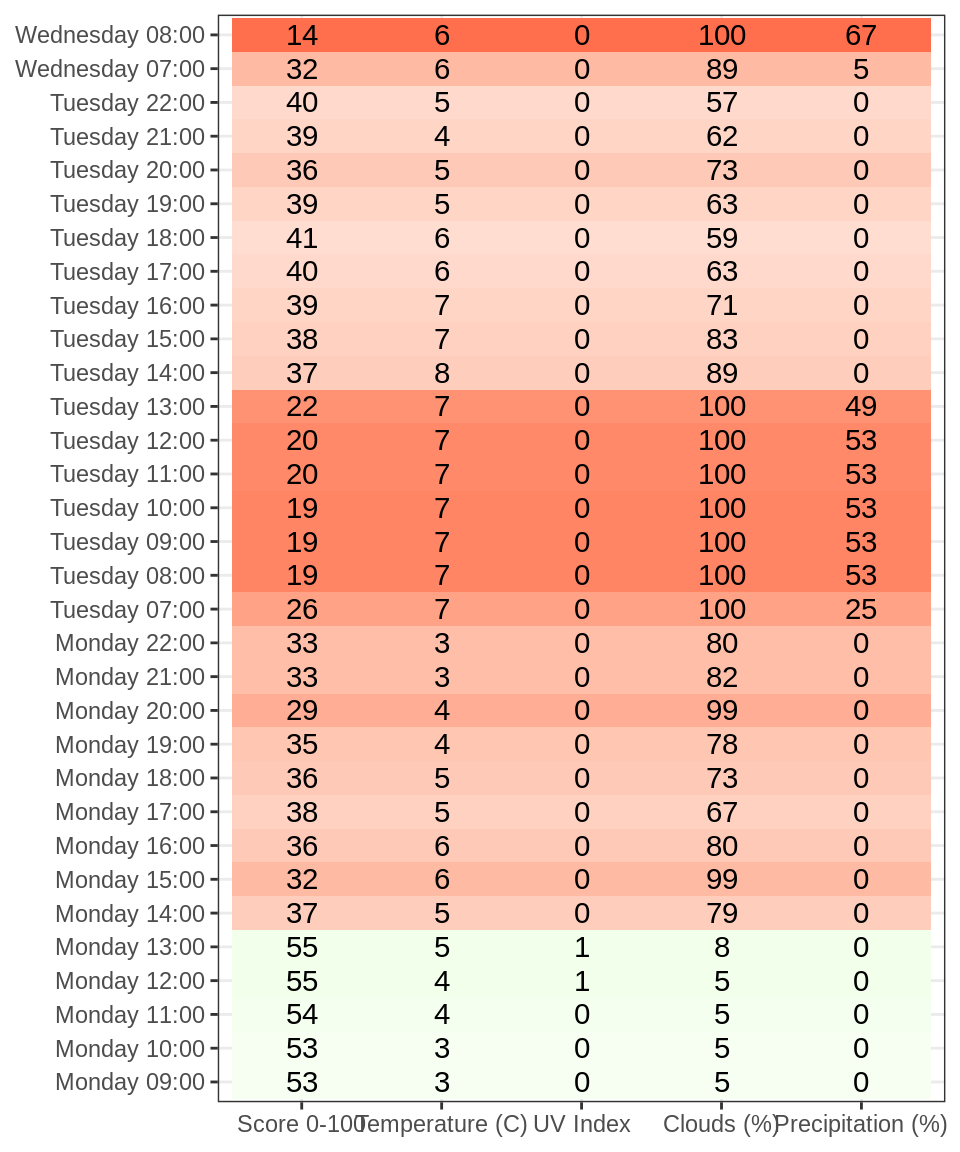 Wednesday 08:00 14 6 0 100 67
Wednesday 07:00 32 6 0 89 5
Tuesday 22:00 40 5 0 57 0
Tuesday 21:00 39 4 0 62 0
Tuesday 20:00 36 5 0 73 0
Tuesday 19:00 39 5 0 63 0
Tuesday 18:00 41 6 0 59 0
Tuesday 17:00 40 6 0 63 0
Tuesday 16:00 39 7 0 71 0
Tuesday 15:00 38 7 0 83 0
Tuesday 14:00 37 8 0 89 0
Tuesday 13:00 22 7 0 100 49
Tuesday 12:00 20 7 0 100 53
Tuesday 11:00 20 7 0 100 53
Tuesday 10:00 19 7 0 100 53
Tuesday 09:00 19 7 0 100 53
Tuesday 08:00 19 7 0 100 53
Tuesday 07:00 26 7 0 100 25
Monday 22:00 33 3 0 80 0
Monday 21:00 33 3 0 82 0
Monday 20:00 29 4 0 99 0
Monday 19:00 35 4 0 78 0
Monday 18:00 36 5 0 73 0
Monday 17:00 38 5 0 67 0
Monday 16:00 36 6 0 80 0
Monday 15:00 32 6 0 99 0
Monday 14:00 37 5 0 79 0
Monday 13:00 55 5 1 8 0
Monday 12:00 55 4 1 5 0
Monday 11:00 54 4 0 5 0
Monday 10:00 53 3 0 5 0
Monday 09:00 53 3 0 5 0
Score 0-100 Temperature (C) UV Index Clouds (%) Precipitation (%)